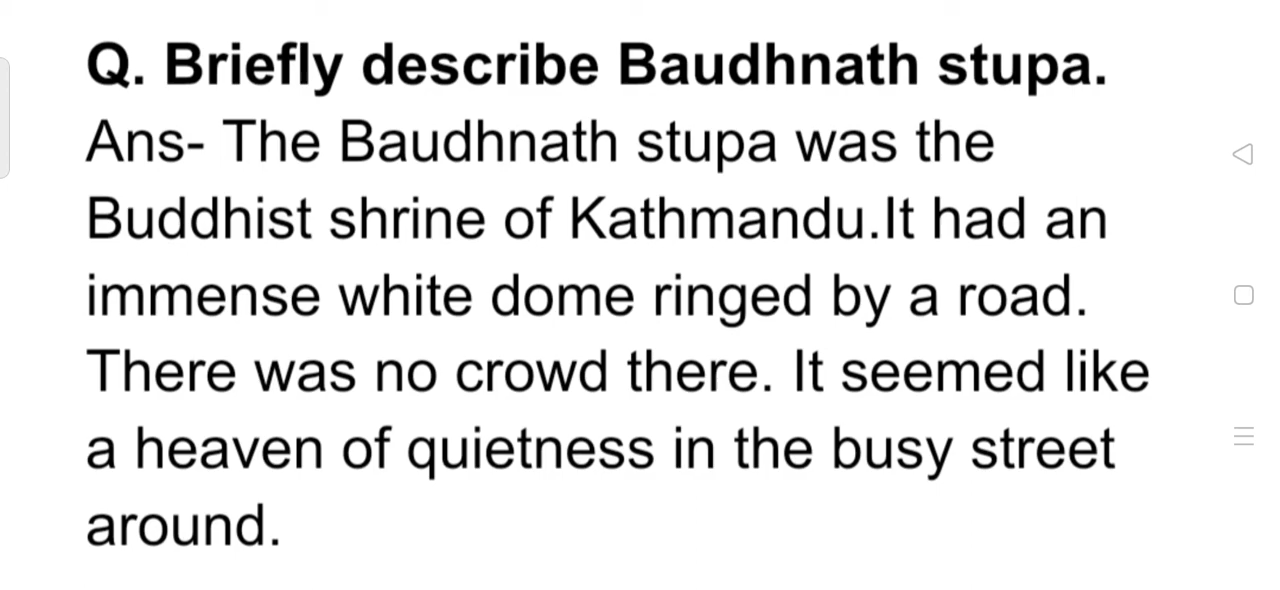 Q. Briefly describe Baudhnath stupa.
Ans- The Baudhnath stupa was the
Buddhist shrine of Kathmandu.It had an
immense white dome ringed by a road.
There was no crowd there. It seemed like
a heaven of quietness in the busy street
around.